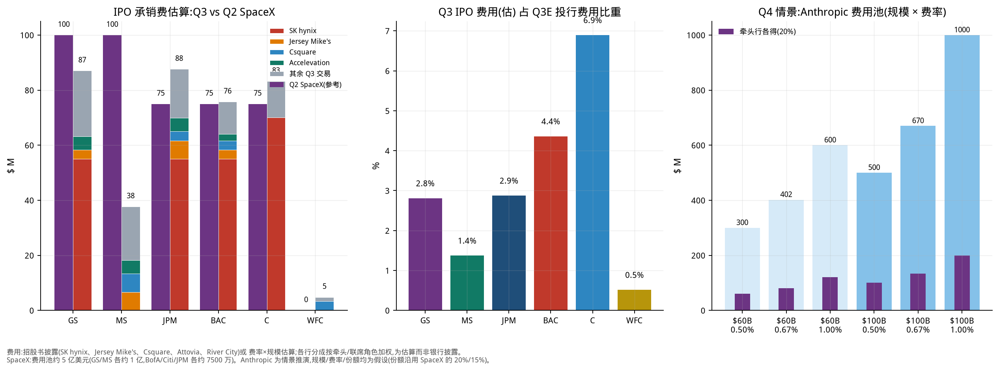 IPO 承销费估算:Q3 vs Q2 SpaceX
$ M
100
80
60
40
20
0
100
87
100
38
75
88
75
76
75
83
0
5
SK hynix
Jersey Mike's
Csquare
Accelevation
其余 Q3 交易
Q2 SpaceX(参考)
GS
MS
JPM
BAC
C
WFC
Q3 IPO 费用(估) 占 Q3E 投行费用比重
%
7
6
5
4
3
2
1
0
2.8%
1.4%
2.9%
4.4%
6.9%
0.5%
GS
MS
JPM
BAC
C
WFC
Q4 情景:Anthropic 费用池(规模 × 费率)
$ M
1000
800
600
400
200
0
牵头行各得(20%)
300
402
600
500
670
1000
$60B
0.50%
$60B
0.67%
$60B
1.00%
$100B
0.50%
$100B
0.67%
$100B
1.00%
费用:招股书披露(SK hynix、Jersey Mike's、Csquare、Attovia、River City)或 费率×规模估算;各行分成按牵头/联席角色加权,为估算而非银行披露。
SpaceX:费用池约 5 亿美元(GS/MS 各约 1 亿,BofA/Citi/JPM 各约 7500 万)。Anthropic 为情景推演,规模/费率/份额均为假设(份额沿用 SpaceX 的 20%/15%)。